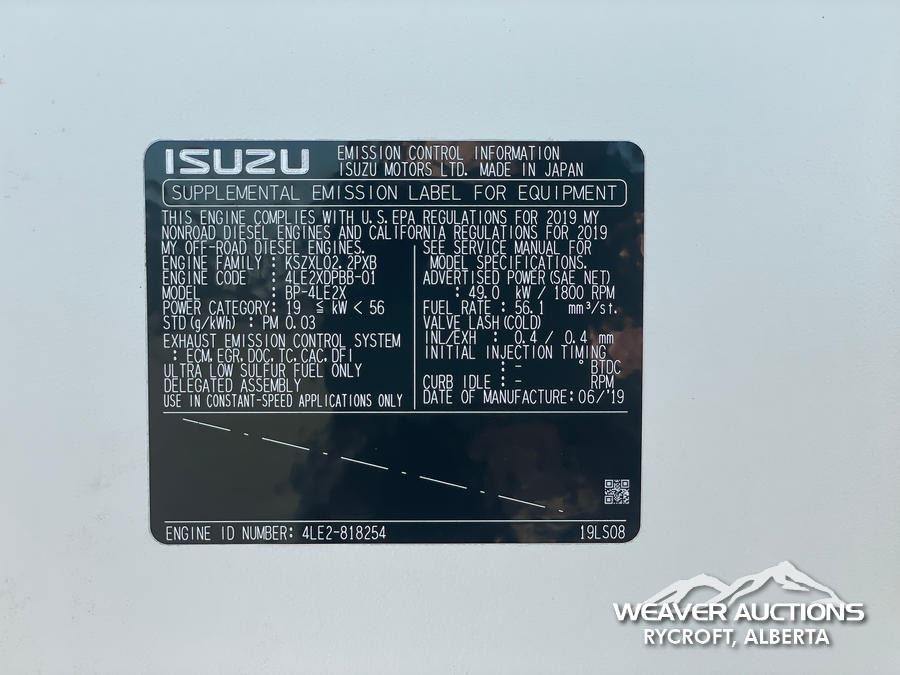 ISUZU
EMISSION CONTROL INFORMATION
ISUZU MOTORS LTD. MADE IN JAPAN
SUPPLEMENTAL EMISSION LABEL FOR EQUIPMENT
THIS ENGINE COMPLIES WITH U.S.EPA REGULATIONS FOR 2019 MY
NONROAD DIESEL ENGINES AND CALIFORNIA REGULATIONS FOR 2019
MY OFF-ROAD DIESEL ENGINES.
ENGINE FAMILY : KSZXL02.2PXB
ENGINE CODE : 4LE2XDPBB-01
MODEL : BP-4LE2X
POWER CATEGORY: 19 ≦ kW < 56
STD(g/kWh) : PM 0.03
EXHAUST EMISSION CONTROL SYSTEM
: ECM, EGR, DOC, TC, CAC, DFI
ULTRA LOW SULFUR FUEL ONLY
DELEGATED ASSEMBLY
USE IN CONSTANT-SPEED APPLICATIONS ONLY
SEE SERVICE MANUAL FOR
MODEL SPECIFICATIONS.
ADVERTISED POWER(SAE NET)
: 49.0 kW / 1800 RPM
FUEL RATE : 56.1 mm³/st.
VALVE LASH(COLD)
INL/EXH : 0.4 / 0.4 mm
INITIAL INJECTION TIMING
: - ° BTDC
CURB IDLE : - RPM
DATE OF MANUFACTURE: 06/'19
ENGINE ID NUMBER: 4LE2-818254
19LS08
WEAVER AUCTIONS
RYCROFT, ALBERTA